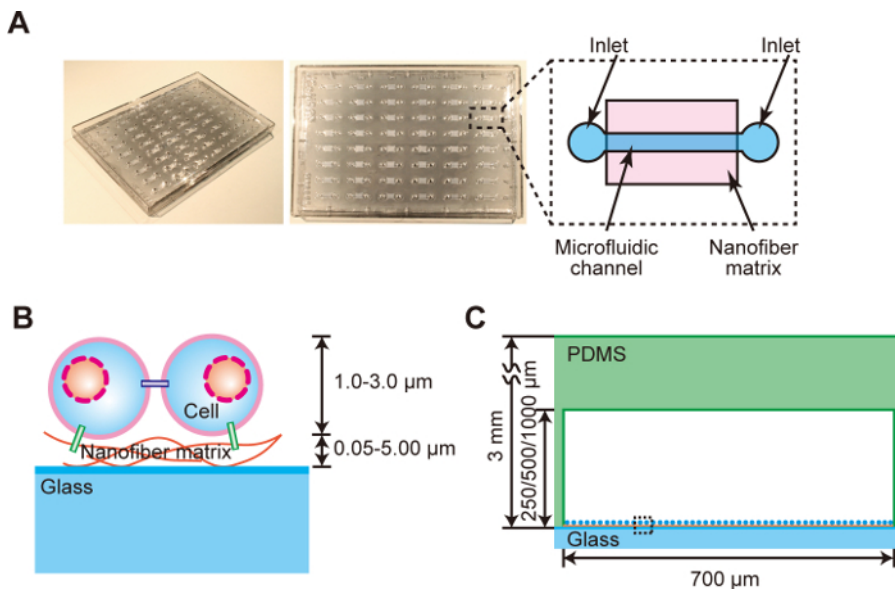 A
Inlet
Inlet
Microfluidic
channel
Nanofiber
matrix
B
Cell
Nanofiber matrix
Glass
1.0-3.0 µm
0.05-5.00 µm
C
PDMS
3 mm
250/500/1000 µm
Glass
700 µm